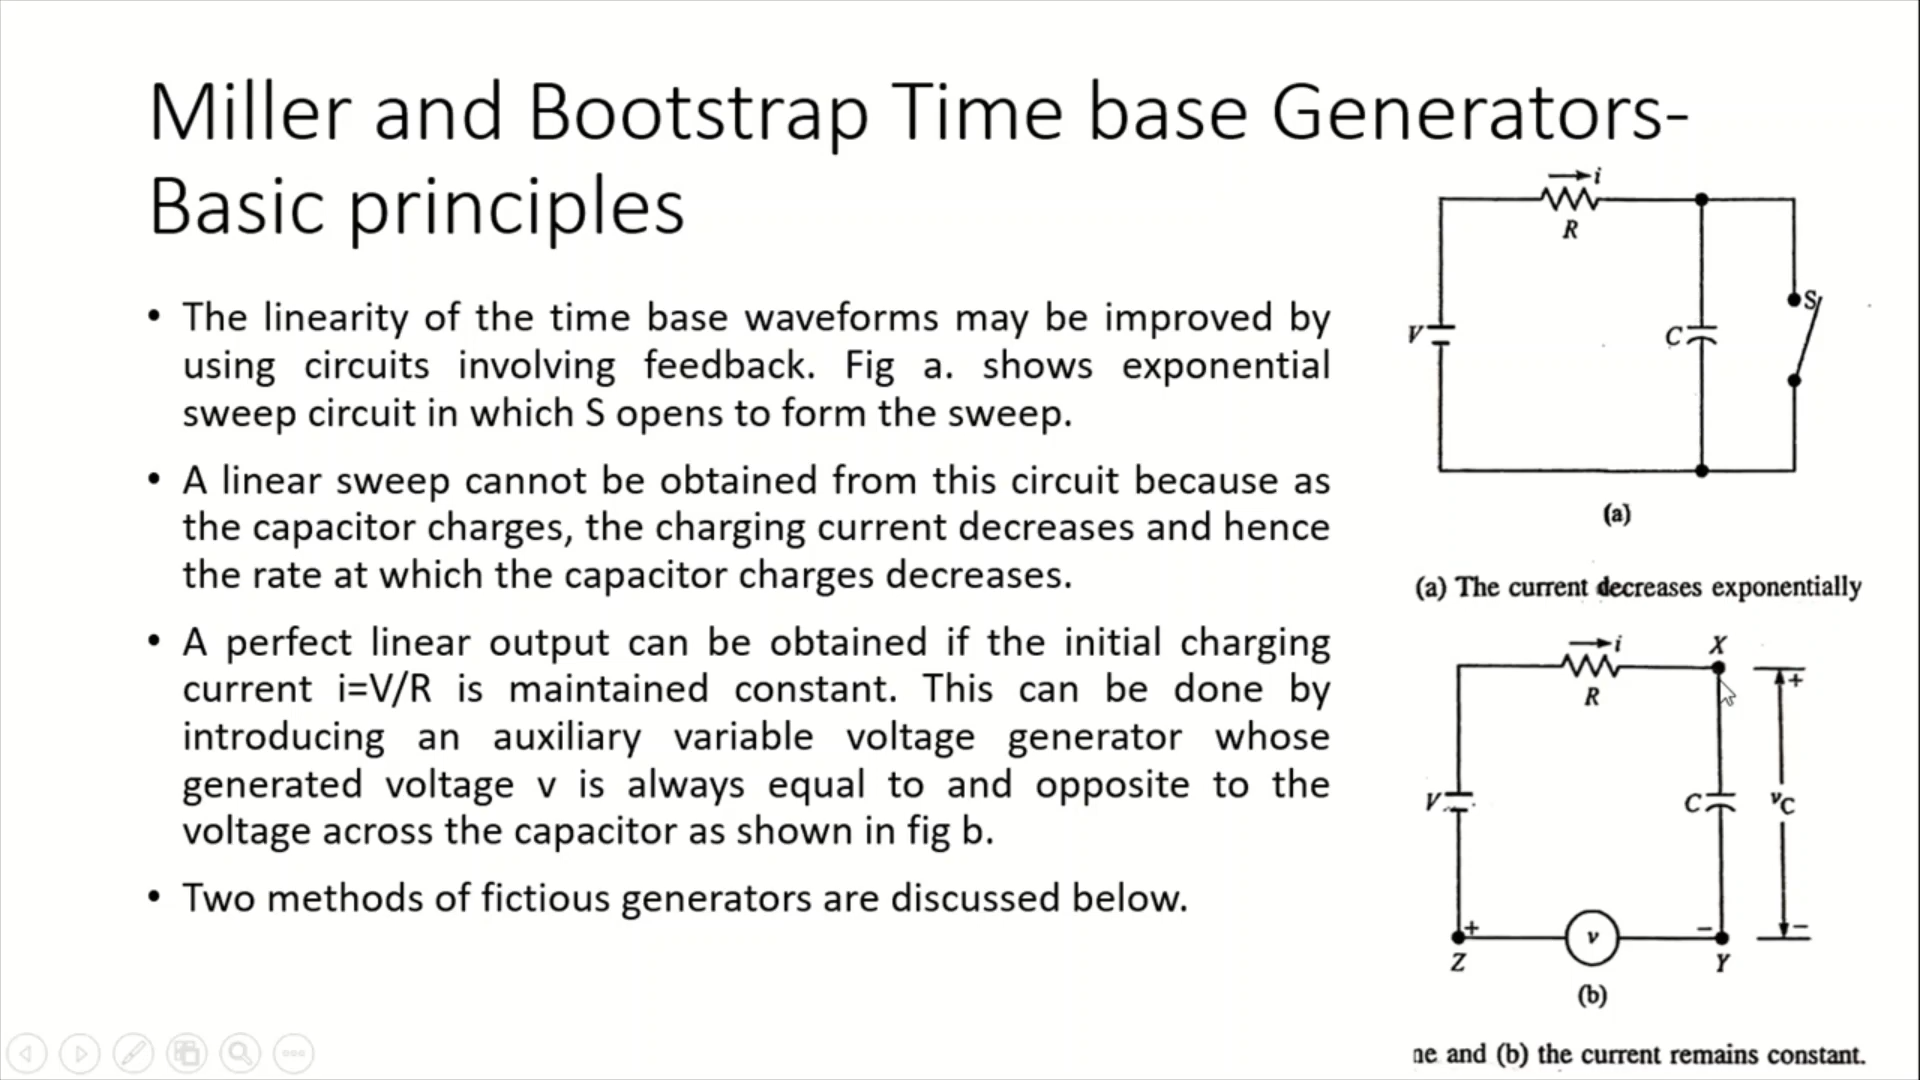 Miller and Bootstrap Time base Generators-
Basic principles
• The linearity of the time base waveforms may be improved by
using circuits involving feedback. Fig a. shows exponential
sweep circuit in which S opens to form the sweep.
• A linear sweep cannot be obtained from this circuit because as
the capacitor charges, the charging current decreases and hence
the rate at which the capacitor charges decreases.
• A perfect linear output can be obtained if the initial charging
current i=V/R is maintained constant. This can be done by
introducing an auxiliary variable voltage generator whose
generated voltage v is always equal to and opposite to the
voltage across the capacitor as shown in fig b.
• Two methods of fictious generators are discussed below.
i
R
S
V
C
(a)
(a) The current decreases exponentially
i
X
R
+
V
C
vC
+
−
−
Z
v
Y
(b)
ne and (b) the current remains constant.